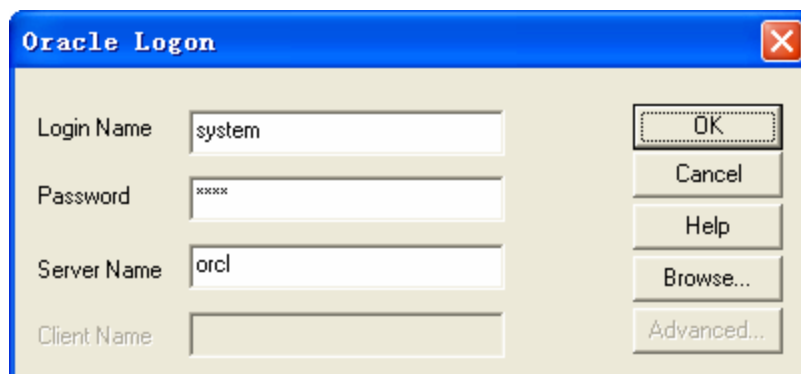 Oracle Logon
Login Name
system
OK
Cancel
Password
****
Help
Server Name
orcl
Browse...
Client Name
Advanced...